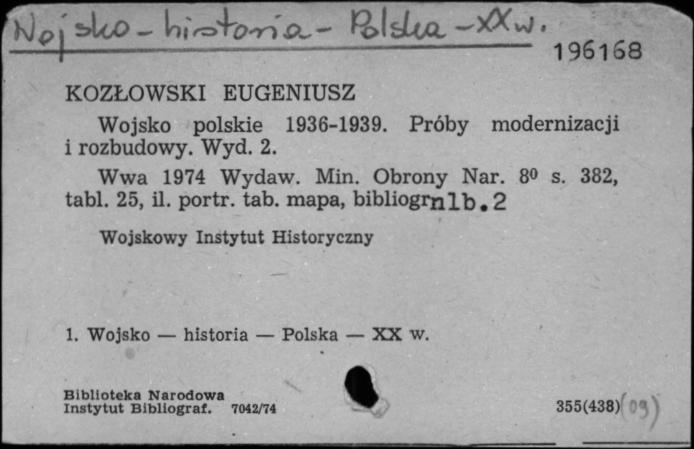 Wojsko - historia - Polska - XX w.
196168
KOZŁOWSKI EUGENIUSZ
Wojsko polskie 1936-1939. Próby modernizacji
i rozbudowy. Wyd. 2.
Wwa 1974 Wydaw. Min. Obrony Nar. 8⁰ s. 382,
tabl. 25, il. portr. tab. mapa, bibliogrnlb.2
Wojskowy Instytut Historyczny
1. Wojsko — historia — Polska — XX w.
Biblioteka Narodowa
Instytut Bibliograf. 7042/74
355(438)(09)